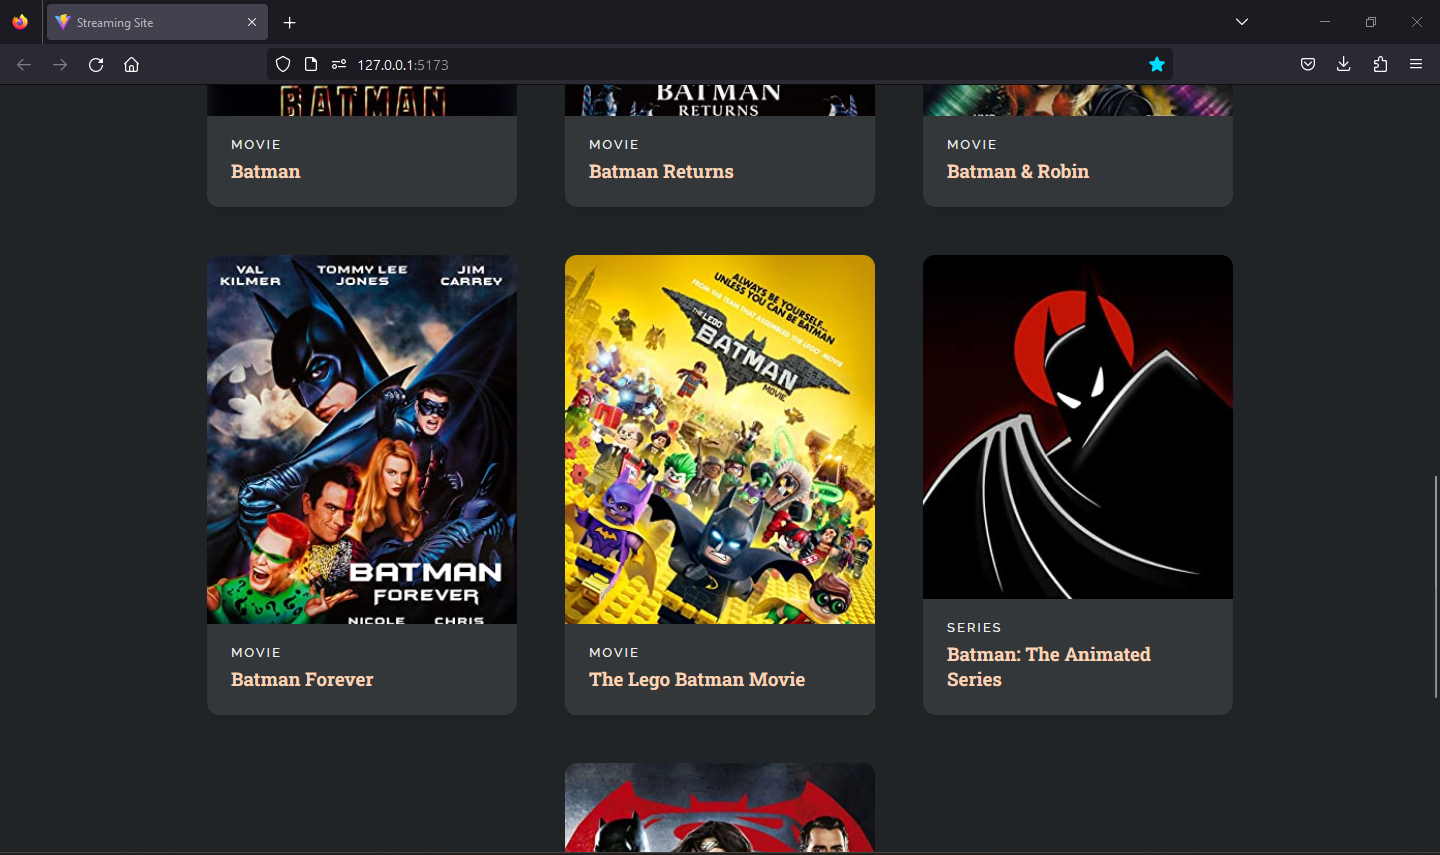 Streaming Site
127.0.0.1:5173
BATMAN
BATMAN
RETURNS
MOVIE
Batman
MOVIE
Batman Returns
MOVIE
Batman & Robin
VAL
KILMER
TOMMY LEE
JONES
JIM
CARREY
BATMAN
FOREVER
NICOLE CHRIS
ALWAYS BE YOURSELF...
UNLESS YOU CAN BE BATMAN
FROM THE TEAM THAT ASSEMBLED THE LEGO MOVIE
THE LEGO
BATMAN
MOVIE
MOVIE
Batman Forever
MOVIE
The Lego Batman Movie
SERIES
Batman: The Animated
Series